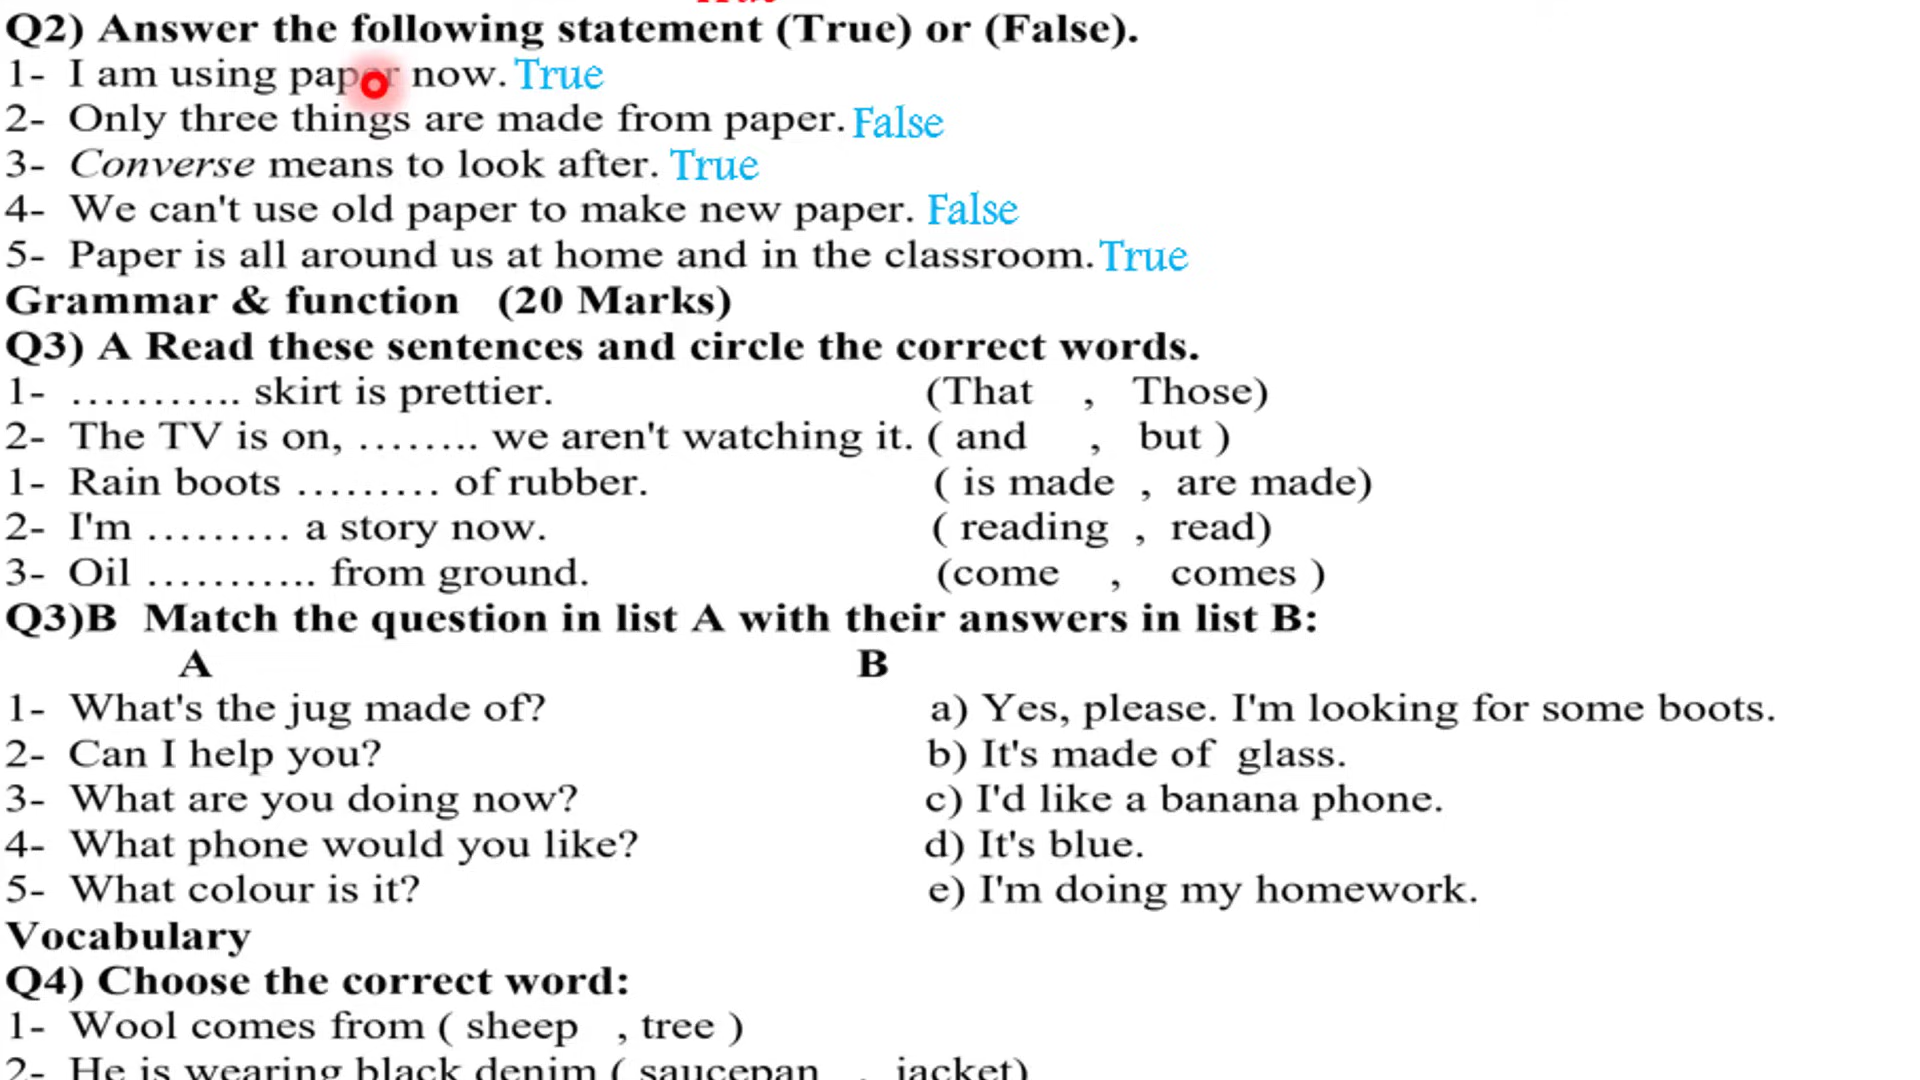 Q2) Answer the following statement (True) or (False).
1- I am using paper now. True
2- Only three things are made from paper. False
3- Converse means to look after. True
4- We can't use old paper to make new paper. False
5- Paper is all around us at home and in the classroom. True
Grammar & function (20 Marks)
Q3) A Read these sentences and circle the correct words.
1- ……….. skirt is prettier. (That , Those)
2- The TV is on, …….. we aren't watching it. ( and , but )
1- Rain boots ……… of rubber. ( is made , are made)
2- I'm ……… a story now. ( reading , read)
3- Oil ……….. from ground. (come , comes )
Q3)B Match the question in list A with their answers in list B:
A B
1- What's the jug made of? a) Yes, please. I'm looking for some boots.
2- Can I help you? b) It's made of glass.
3- What are you doing now? c) I'd like a banana phone.
4- What phone would you like? d) It's blue.
5- What colour is it? e) I'm doing my homework.
Vocabulary
Q4) Choose the correct word:
1- Wool comes from ( sheep , tree )
2- He is wearing black denim ( saucepan , jacket)